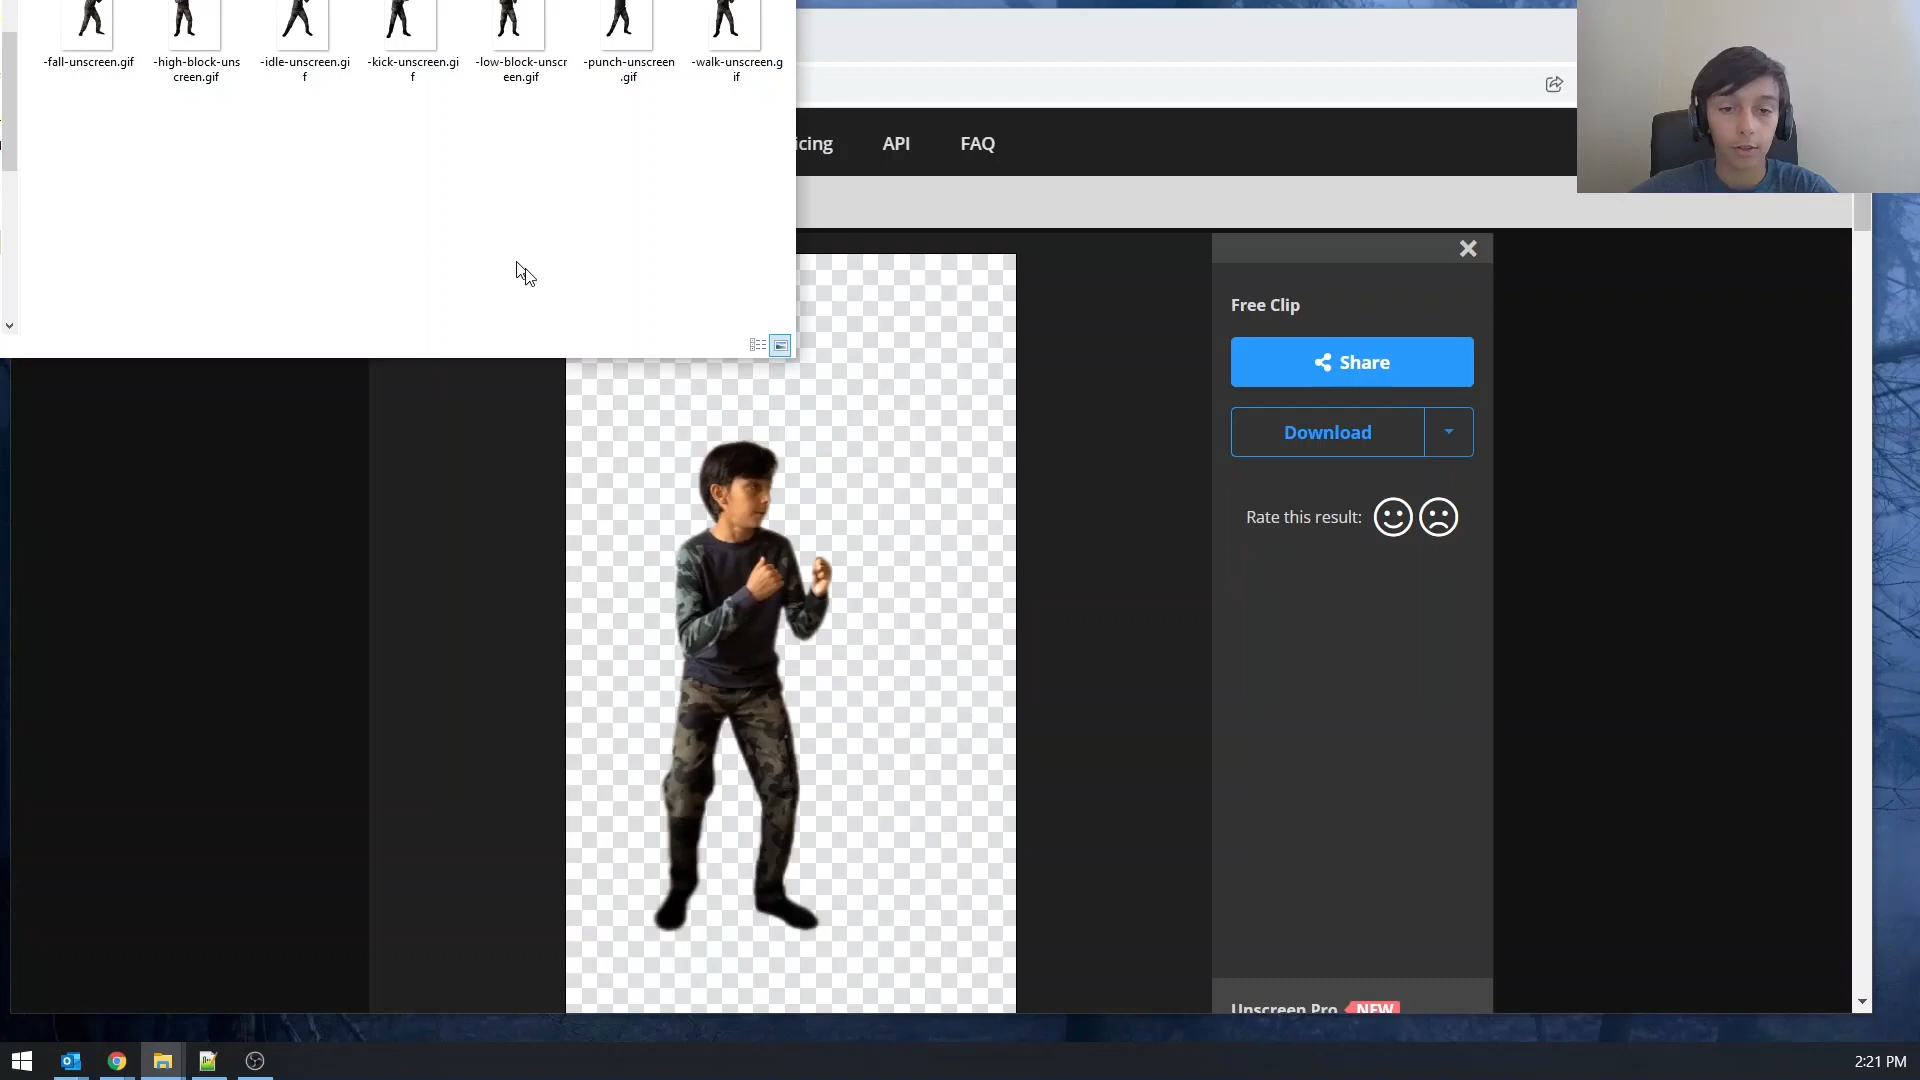 -fall-unscreen.gif
-high-block-uns
creen.gif
-idle-unscreen.gi
f
-kick-unscreen.gi
f
-low-block-unscr
een.gif
-punch-unscreen
.gif
-walk-unscreen.g
if
icing
API
FAQ
Free Clip
Share
Download
Rate this result:
Unscreen Pro NEW
2:21 PM